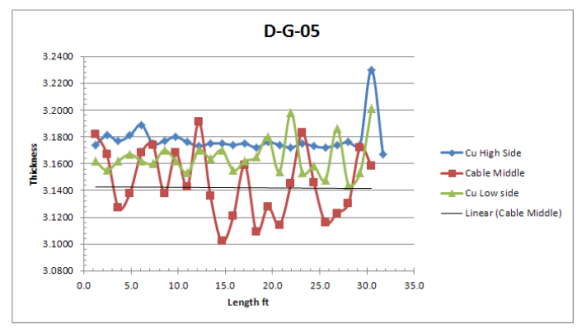 D-G-05
3.2400
3.2200
3.2000
3.1800
3.1600
3.1400
3.1200
3.1000
3.0800
Thickness
0.0 5.0 10.0 15.0 20.0 25.0 30.0 35.0
Length ft
Cu High Side
Cable Middle
Cu Low side
Linear (Cable Middle)